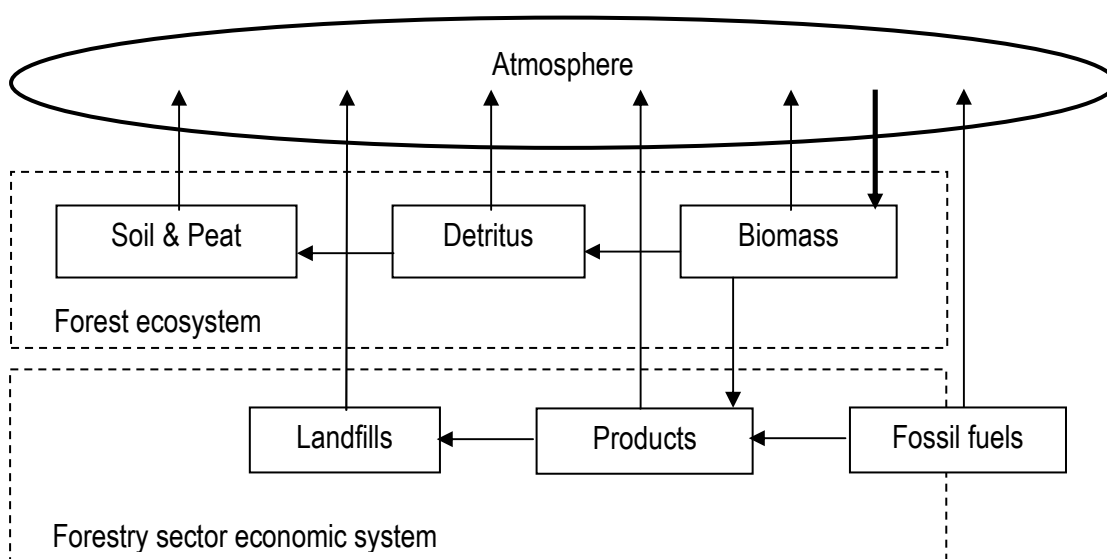 Atmosphere
Soil & Peat
Detritus
Biomass
Forest ecosystem
Landfills
Products
Fossil fuels
Forestry sector economic system